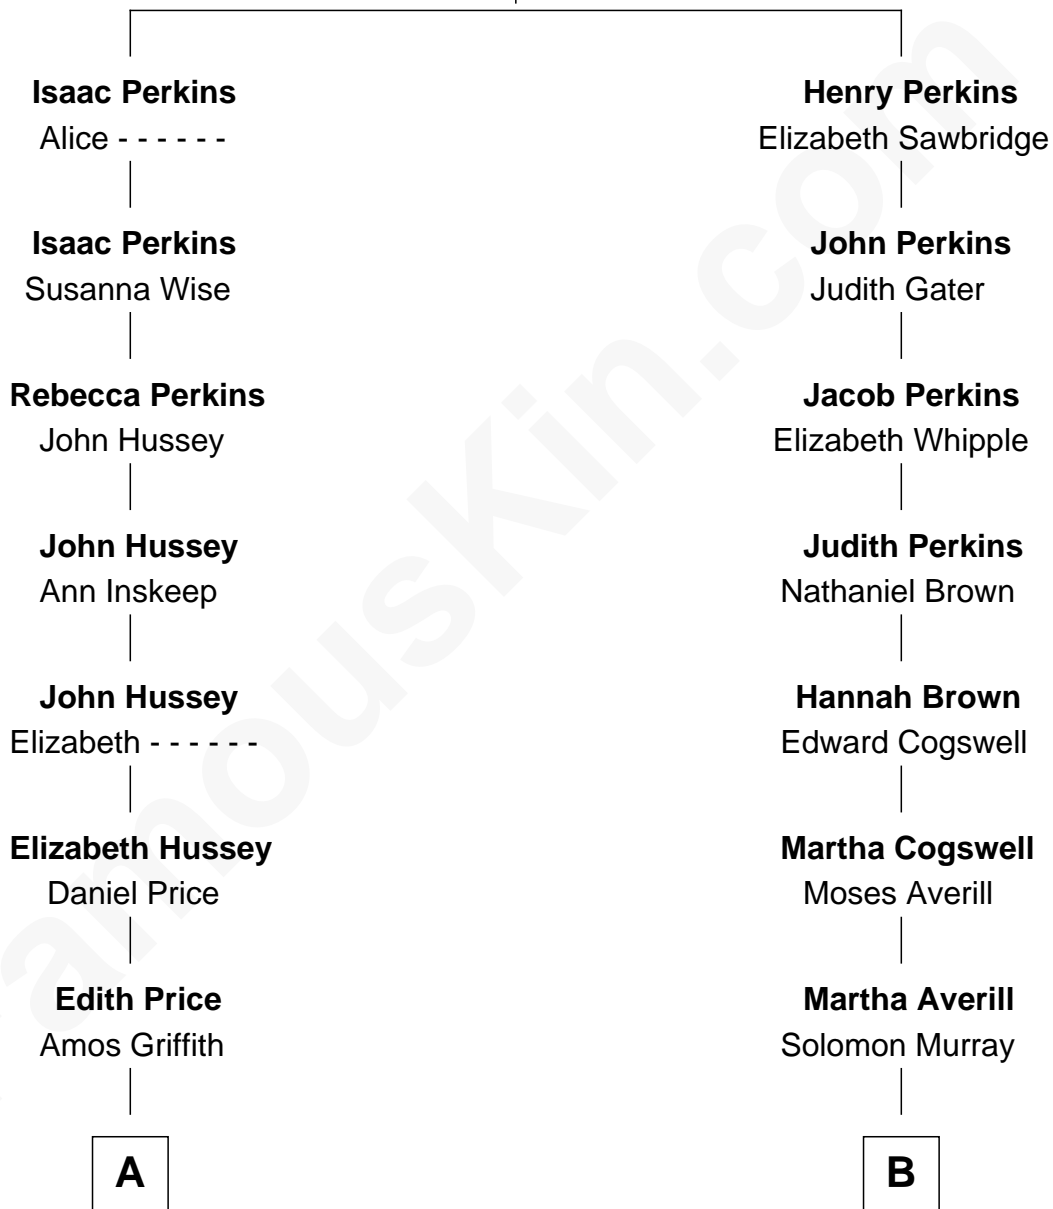 Isaac Perkins
Alice - - - - - -
Henry Perkins
Elizabeth Sawbridge
Isaac Perkins
Susanna Wise
John Perkins
Judith Gater
Rebecca Perkins
John Hussey
Jacob Perkins
Elizabeth Whipple
John Hussey
Ann Inskeep
Judith Perkins
Nathaniel Brown
John Hussey
Elizabeth - - - - - -
Hannah Brown
Edward Cogswell
Elizabeth Hussey
Daniel Price
Martha Cogswell
Moses Averill
Edith Price
Amos Griffith
Martha Averill
Solomon Murray
A
B
amousKin.com